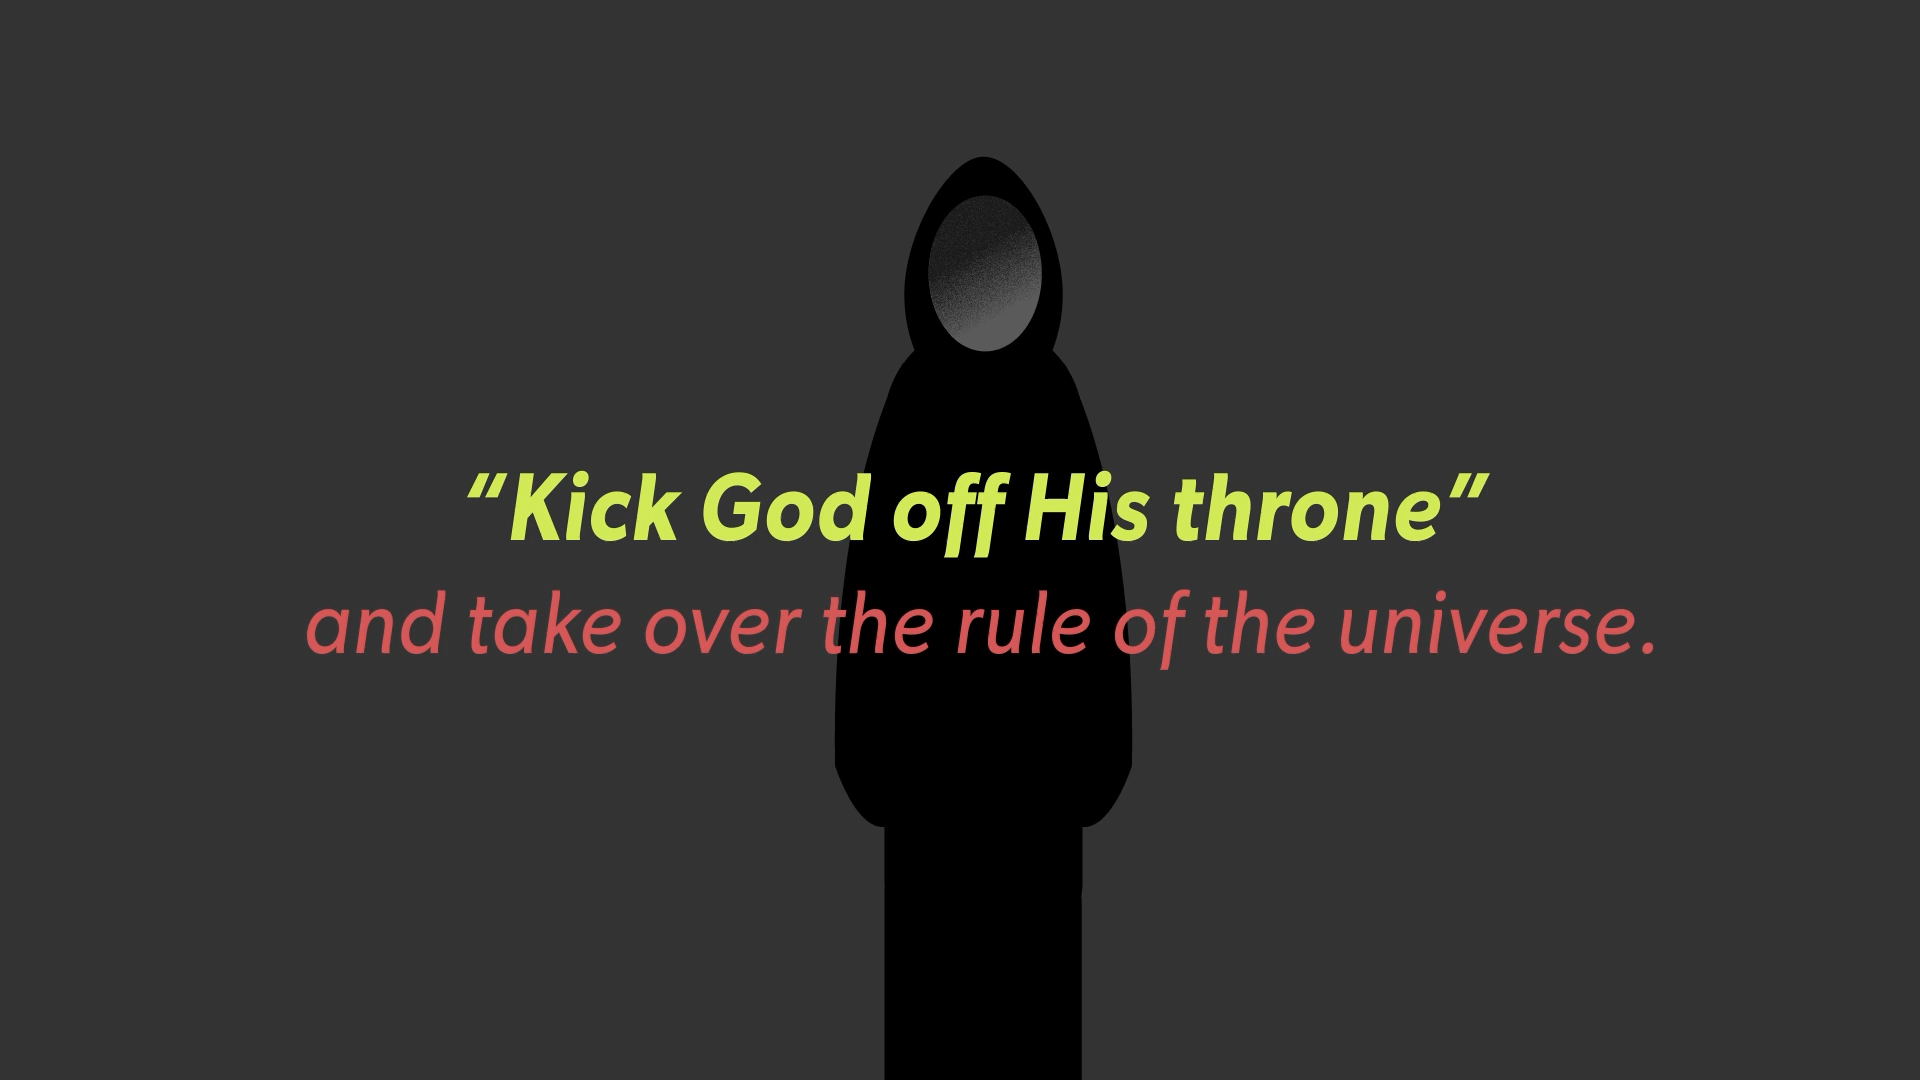 “Kick God off His throne”
and take over the rule of the universe.